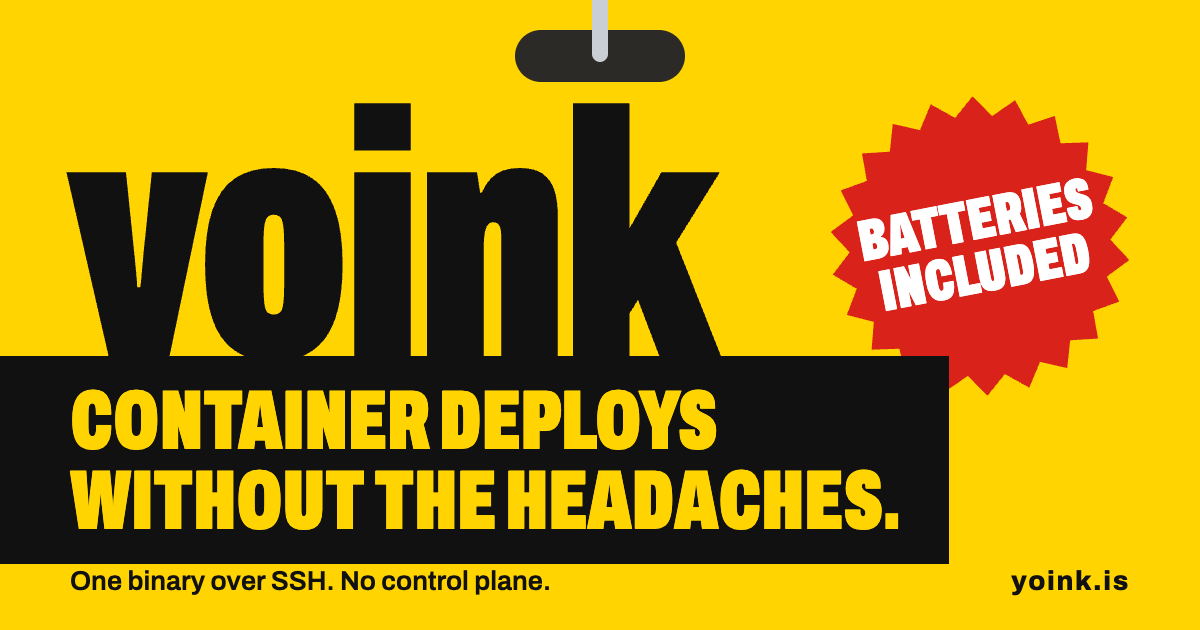 yoink
BATTERIES
INCLUDED
CONTAINER DEPLOYS
WITHOUT THE HEADACHES.
One binary over SSH. No control plane.
yoink.is